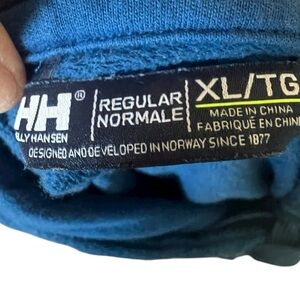 HH®
LLY HANSEN
REGULAR
NORMALE
XL/TG
MADE IN CHINA
FABRIQUÉ EN CHIN
DESIGNED AND DEVELOPED IN NORWAY SINCE 1877